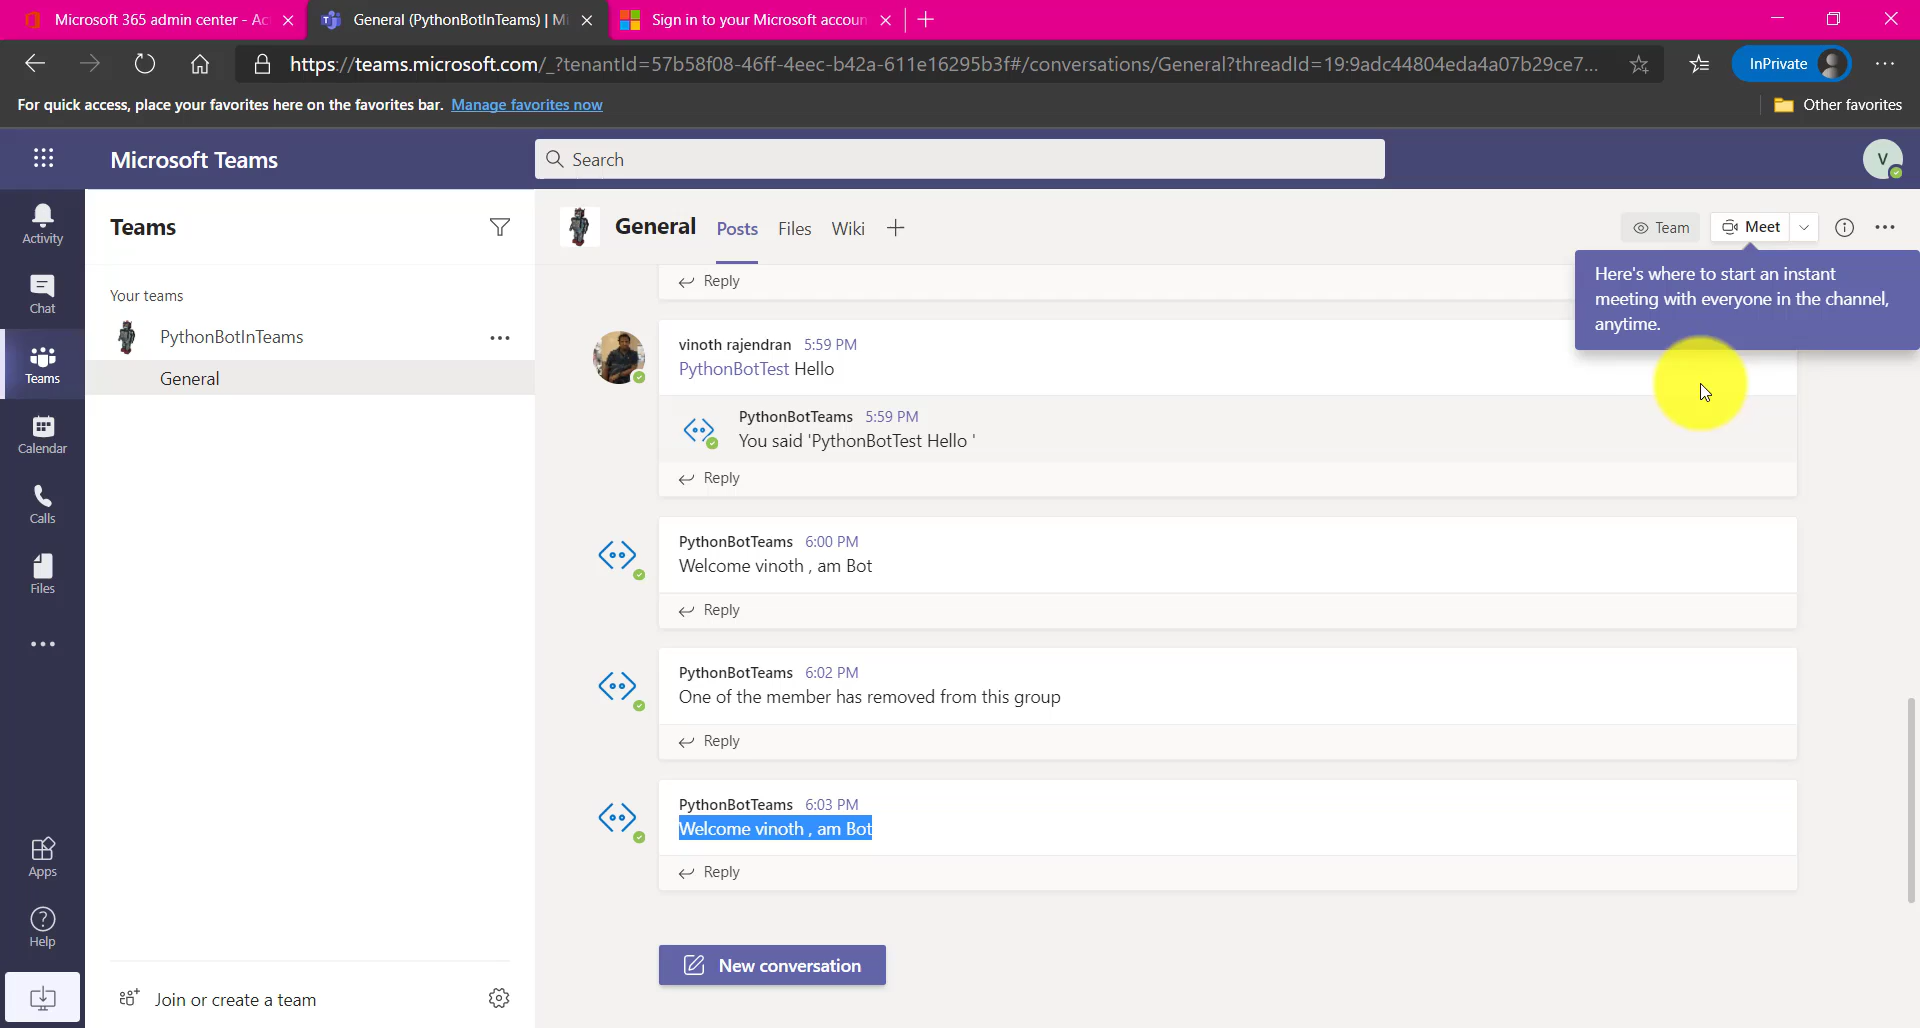 Microsoft 365 admin center - Ac
General (PythonBotInTeams) | Mi
Sign in to your Microsoft accoun
https://teams.microsoft.com/_?tenantId=57b58f08-46ff-4eec-b42a-611e16295b3f#/conversations/General?threadId=19:9adc44804eda4a07b29ce7...
InPrivate
For quick access, place your favorites here on the favorites bar. Manage favorites now
Other favorites
Microsoft Teams
Search
V
Activity
Chat
Teams
Calendar
Calls
Files
Apps
Help
Teams
Your teams
PythonBotInTeams
General
Join or create a team
General
Posts
Files
Wiki
Team
Meet
Here's where to start an instant
meeting with everyone in the channel,
anytime.
Reply
vinoth rajendran 5:59 PM
PythonBotTest Hello
PythonBotTeams 5:59 PM
You said 'PythonBotTest Hello '
Reply
PythonBotTeams 6:00 PM
Welcome vinoth , am Bot
Reply
PythonBotTeams 6:02 PM
One of the member has removed from this group
Reply
PythonBotTeams 6:03 PM
Welcome vinoth , am Bot
Reply
New conversation